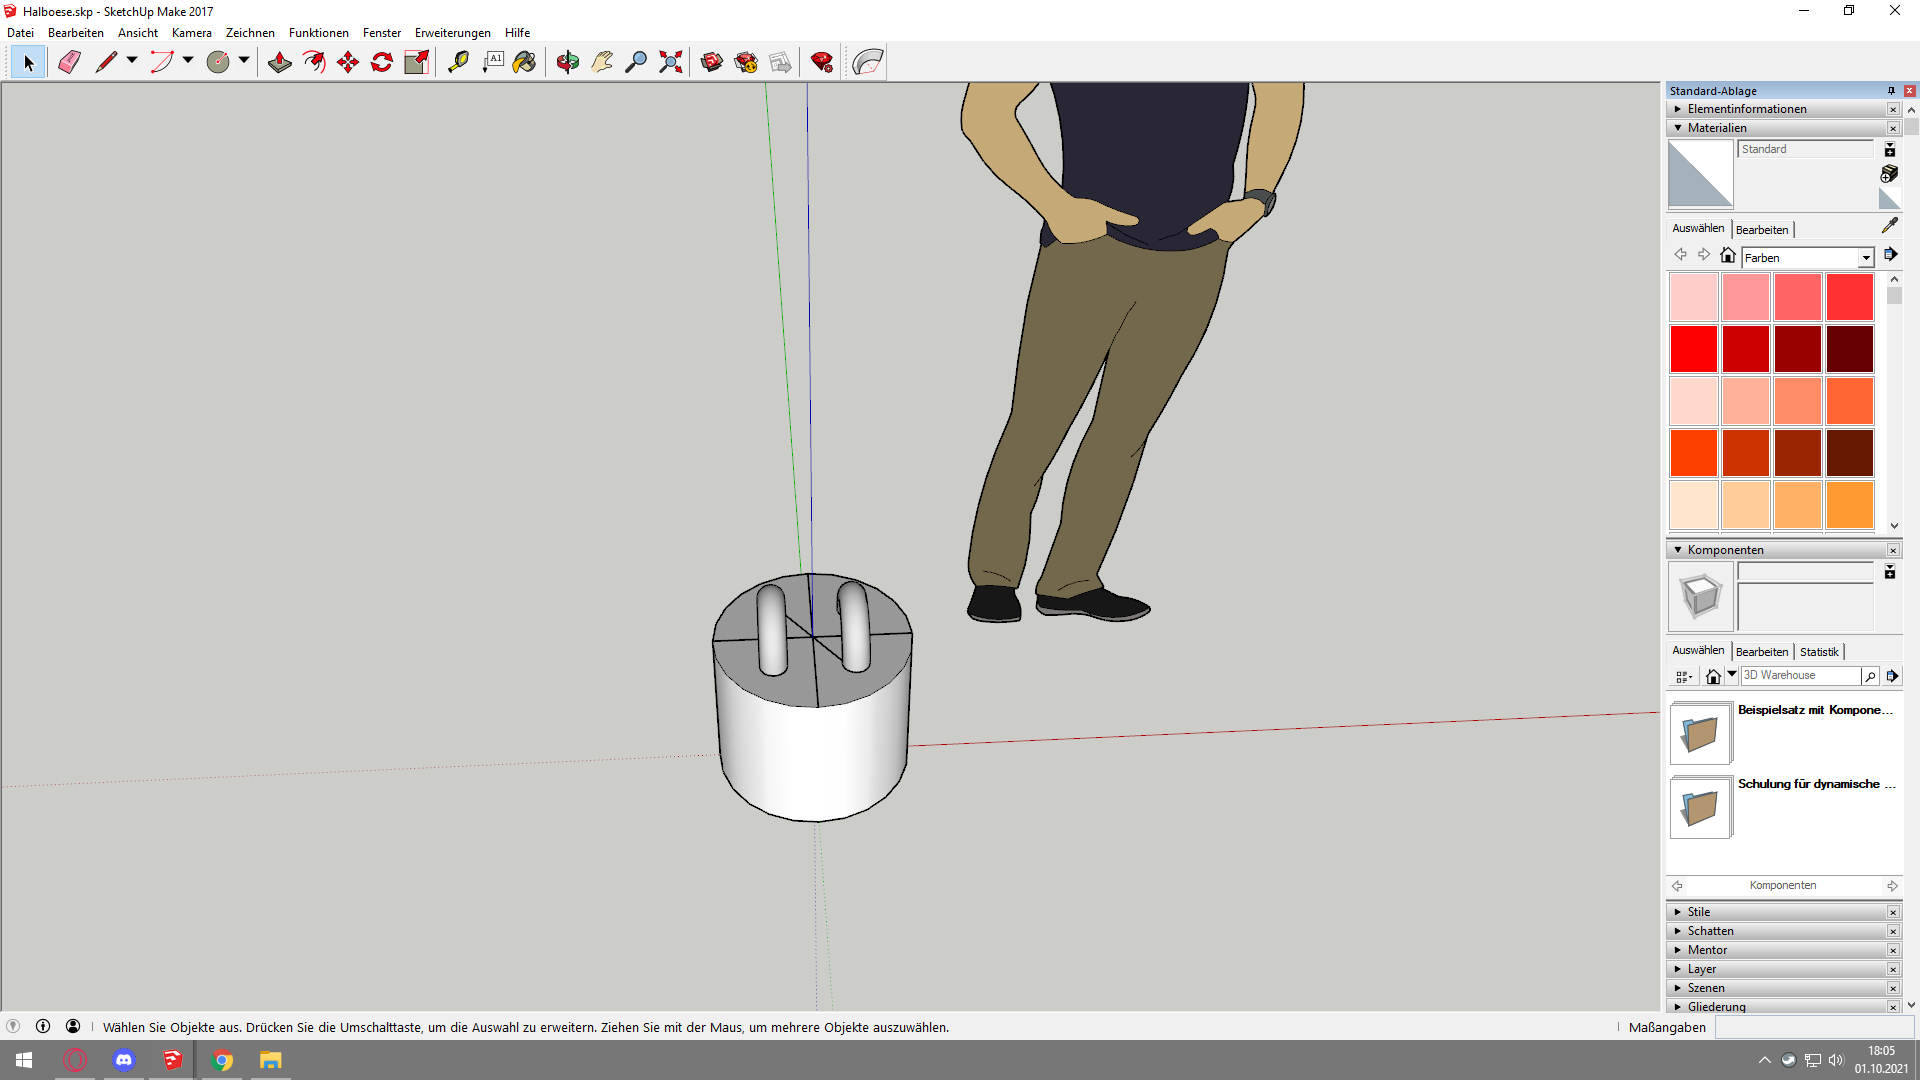 Halboese.skp - SketchUp Make 2017
Datei Bearbeiten Ansicht Kamera Zeichnen Funktionen Fenster Erweiterungen Hilfe
A1
Standard-Ablage
Elementinformationen
Materialien
Standard
Auswählen Bearbeiten
Farben
Komponenten
Auswählen Bearbeiten Statistik
3D Warehouse
Beispielsatz mit Kompone...
Schulung für dynamische ...
Komponenten
Stile
Schatten
Mentor
Layer
Szenen
Gliederung
Wählen Sie Objekte aus. Drücken Sie die Umschalttaste, um die Auswahl zu erweitern. Ziehen Sie mit der Maus, um mehrere Objekte auszuwählen.
Maßangaben
18:05
01.10.2021